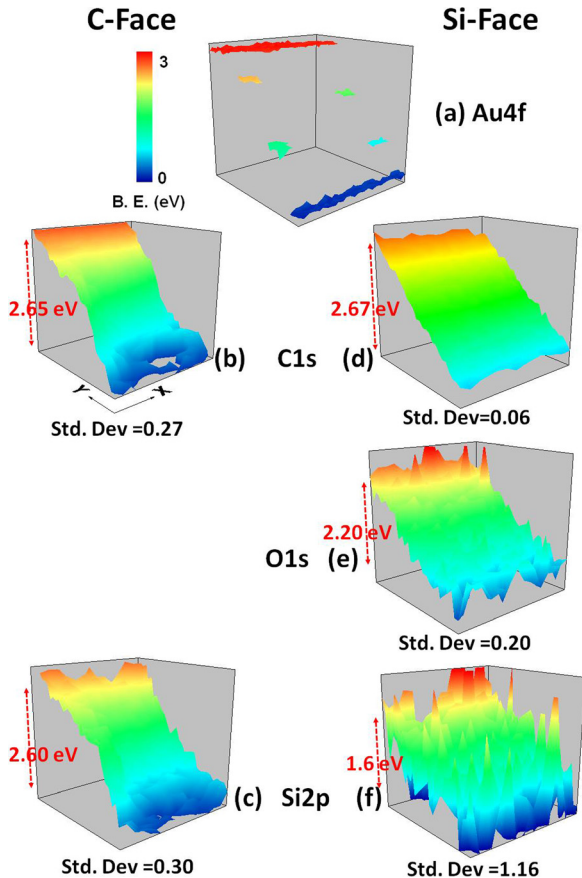 C-Face
Si-Face
3
0
B. E. (eV)
(a) Au4f
2.65 eV
(b)
C1s
(d)
2.67 eV
Y
X
Std. Dev =0.27
Std. Dev=0.06
2.20 eV
O1s
(e)
Std. Dev =0.20
2.60 eV
(c)
Si2p
(f)
1.6 eV
Std. Dev =0.30
Std. Dev =1.16